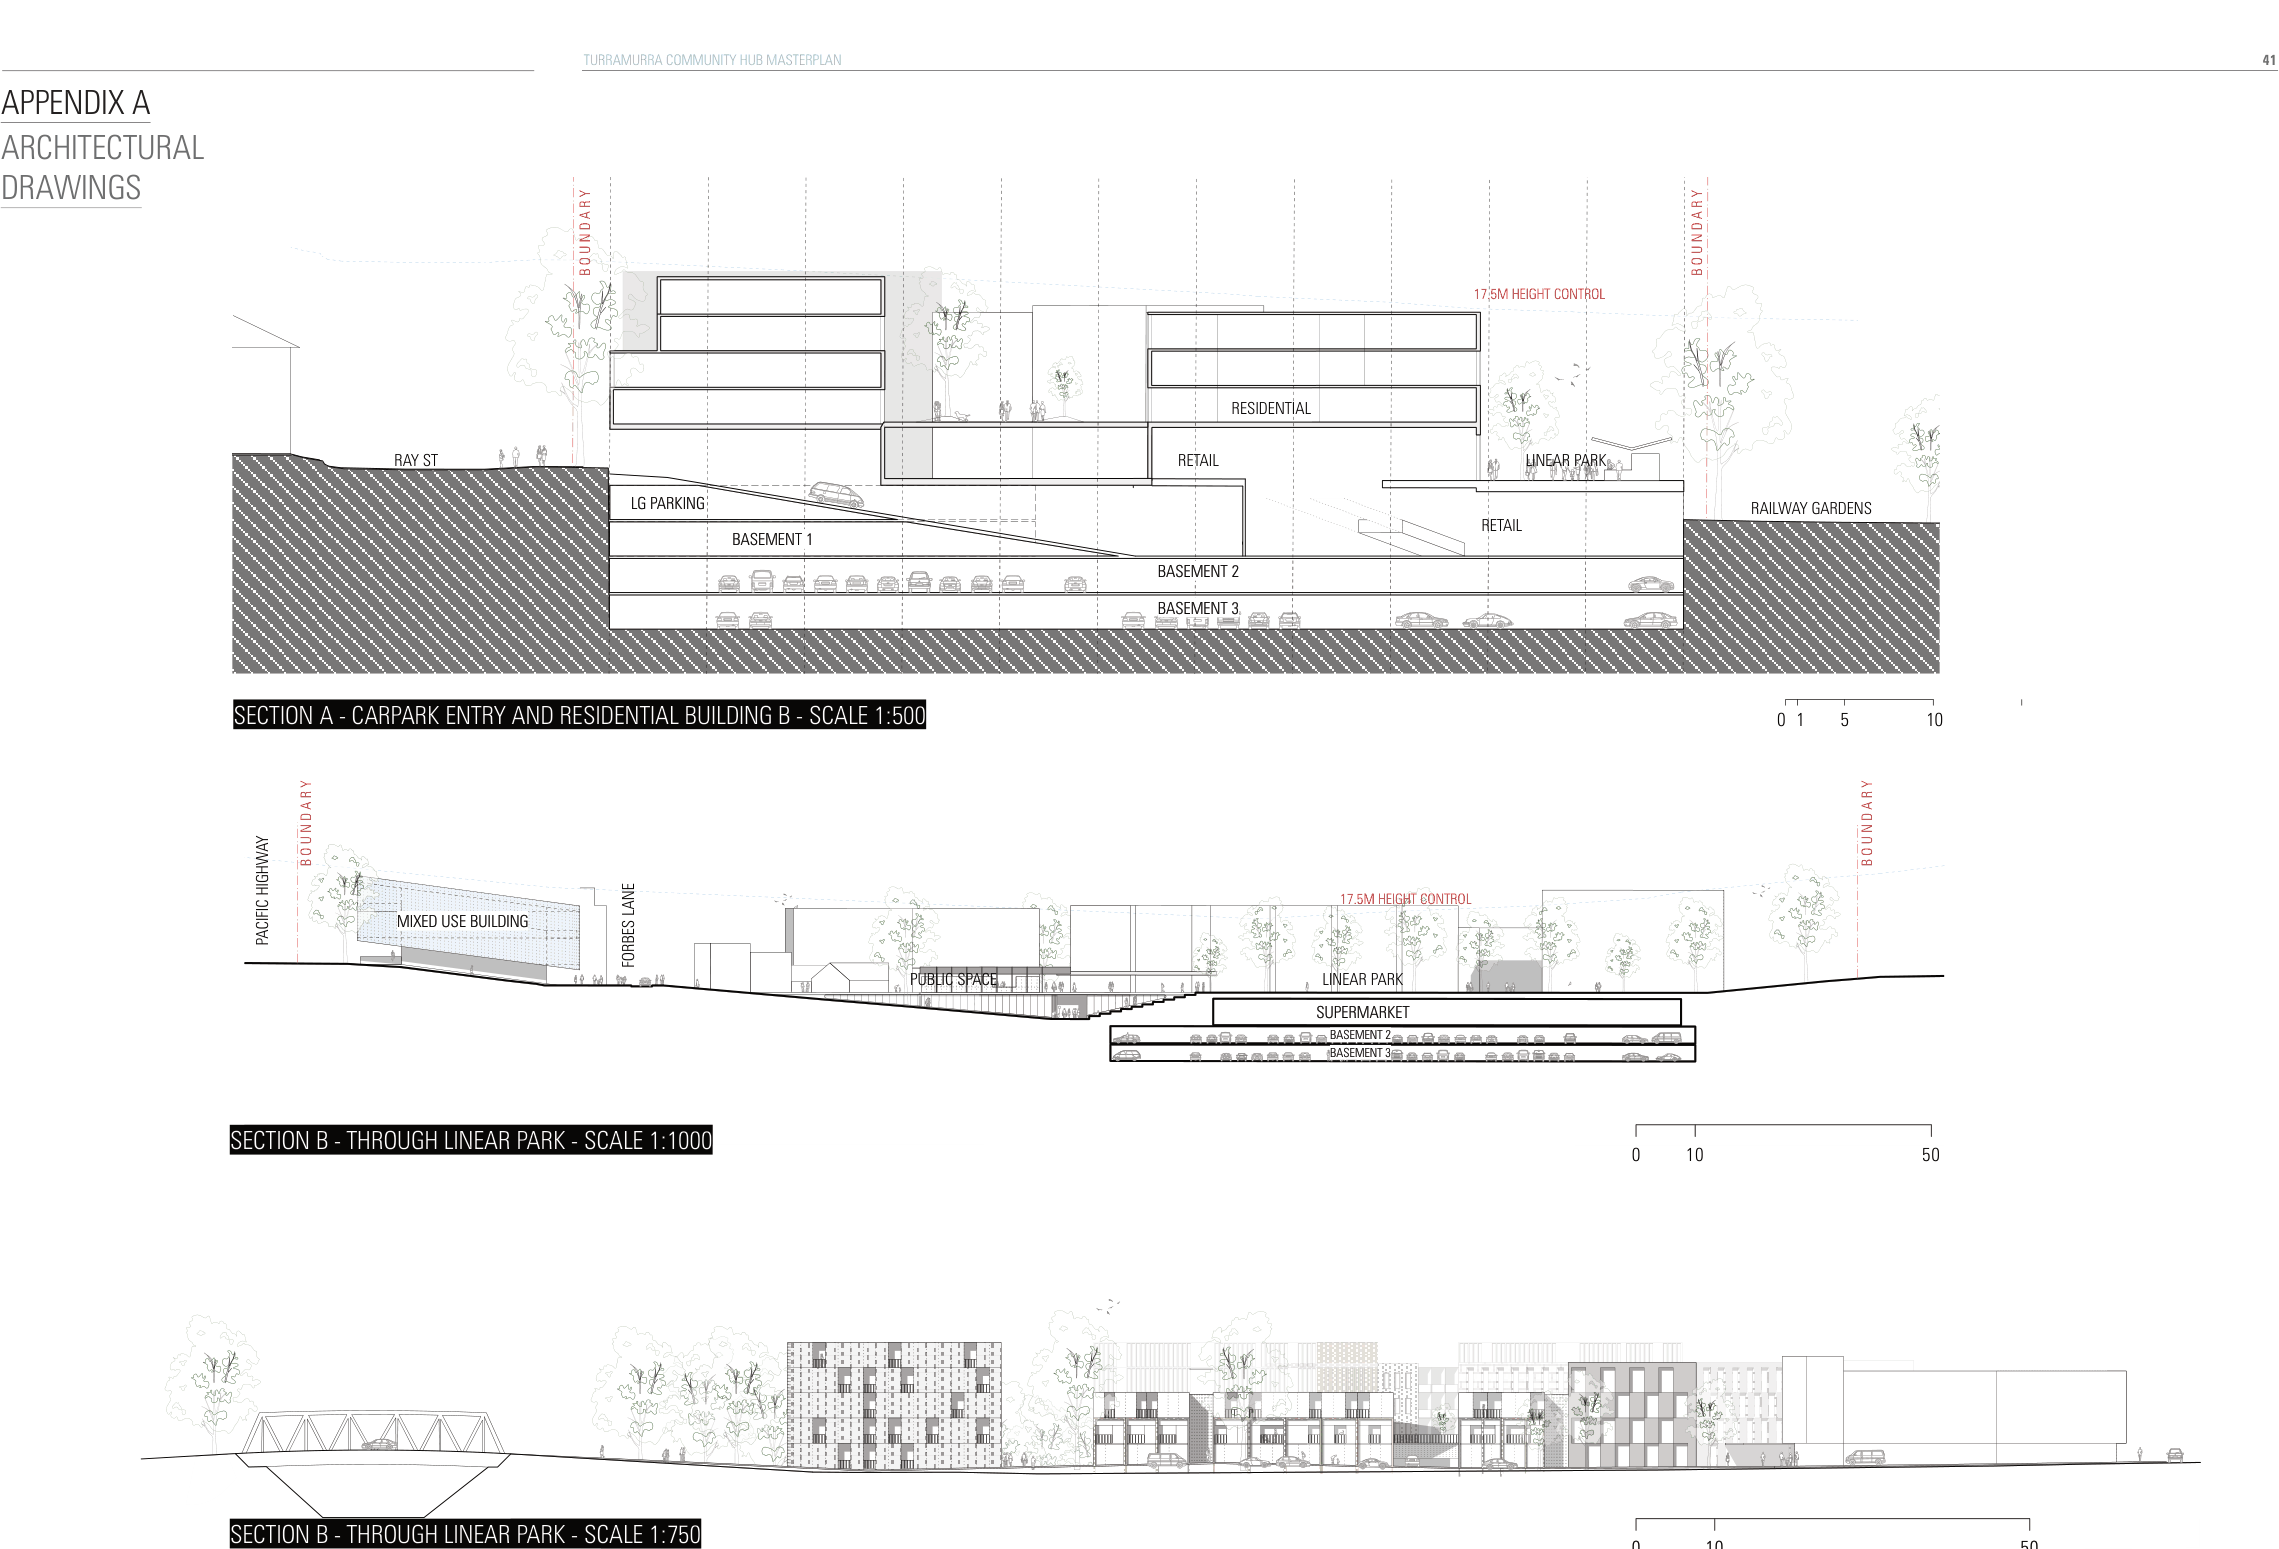 TURRAMURRA COMMUNITY HUB MASTERPLAN
41
APPENDIX A
ARCHITECTURAL
DRAWINGS
BOUNDARY
BOUNDARY
17.5M HEIGHT CONTROL
RESIDENTIAL
RAY ST
RETAIL
LINEAR PARK
LG PARKING
RAILWAY GARDENS
RETAIL
BASEMENT 1
BASEMENT 2
BASEMENT 3
SECTION A - CARPARK ENTRY AND RESIDENTIAL BUILDING B - SCALE 1:500
0 1 5 10
BOUNDARY
BOUNDARY
PACIFIC HIGHWAY
FORBES LANE
17.5M HEIGHT CONTROL
MIXED USE BUILDING
PUBLIC SPACE
LINEAR PARK
SUPERMARKET
BASEMENT 2
BASEMENT 3
SECTION B - THROUGH LINEAR PARK - SCALE 1:1000
0 10 50
SECTION B - THROUGH LINEAR PARK - SCALE 1:750
0 10 50